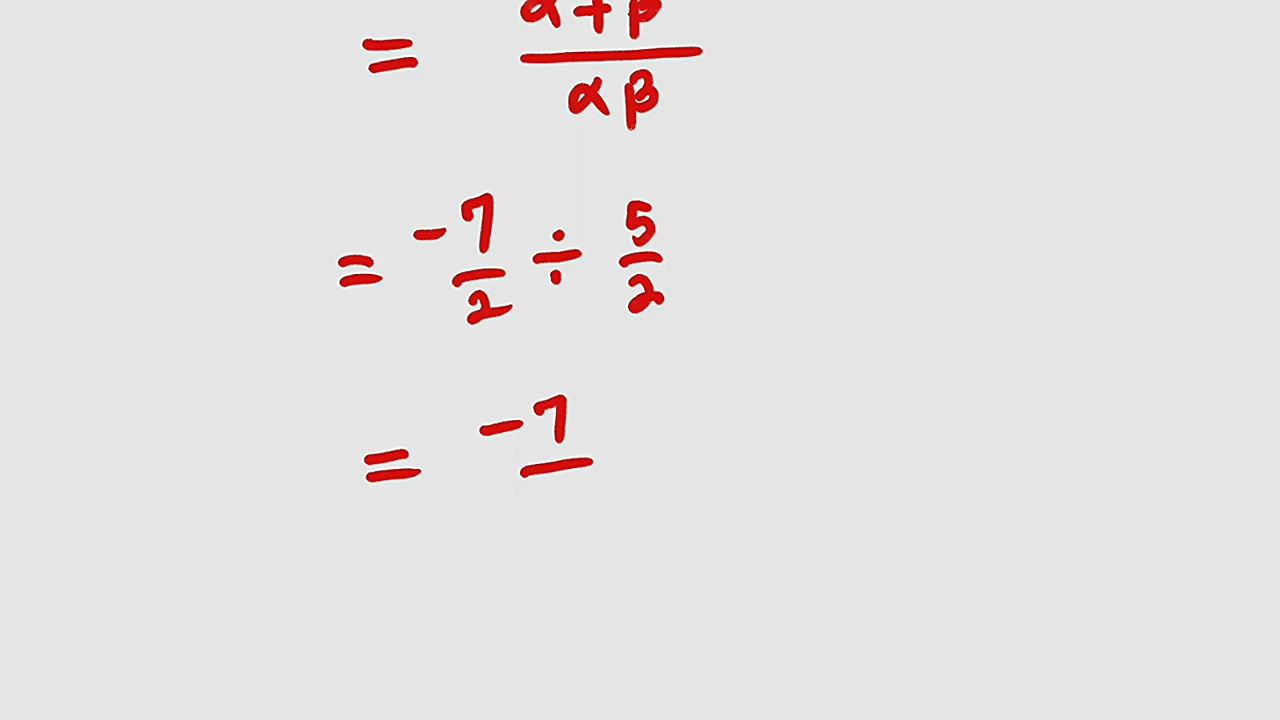 = α+β / αβ
= -7/2 ÷ 5/2
= -7/